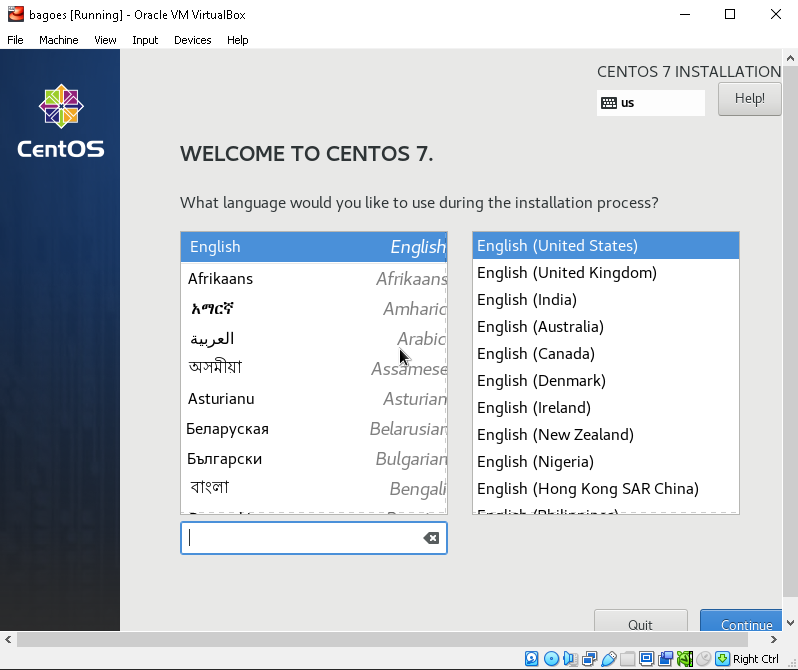 bagoes [Running] - Oracle VM VirtualBox
File Machine View Input Devices Help
CentOS
CENTOS 7 INSTALLATION
us
Help!
WELCOME TO CENTOS 7.
What language would you like to use during the installation process?
English English
Afrikaans Afrikaans
አማርኛ Amharic
العربية Arabic
অসমীয়া Assamese
Asturianu Asturian
Беларуская Belarusian
Български Bulgarian
বাংলা Bengali
English (United States)
English (United Kingdom)
English (India)
English (Australia)
English (Canada)
English (Denmark)
English (Ireland)
English (New Zealand)
English (Nigeria)
English (Hong Kong SAR China)
English (Philippines)
Quit Continue
Right Ctrl